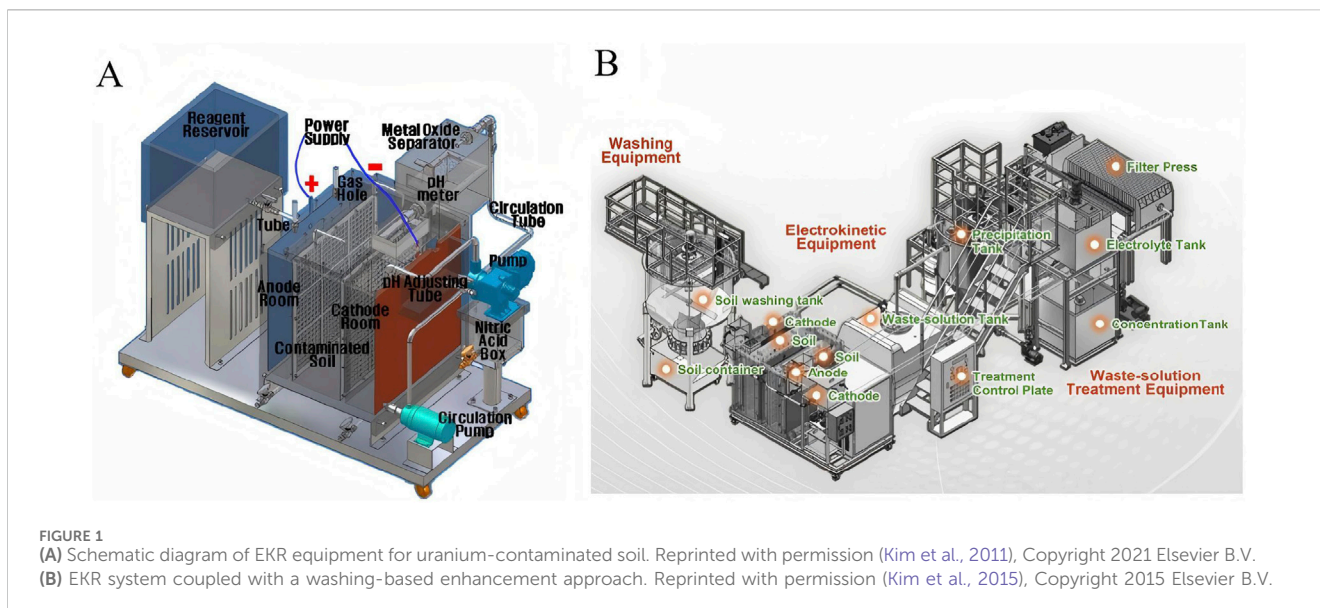 A
Reagent
Reservoir
Power
Supply
Metal Oxide
Separator
+
-
Gas
Hole
pH
meter
Circulation
Tube
Tube
Pump
Anode
Room
pH Adjusting
Tube
Cathode
Room
Nitric
Acid
Box
Contaminated
Soil
Circulation
Pump
B
Washing
Equipment
Filter Press
Electrokinetic
Equipment
Precipitation
Tank
Electrolyte Tank
Soil washing tank
Cathode
Waste-solution Tank
Soil
Soil
ConcentrationTank
Soil container
Anode
Treatment
Control Plate
Cathode
Waste-solution
Treatment Equipment
FIGURE 1
(A) Schematic diagram of EKR equipment for uranium-contaminated soil. Reprinted with permission (Kim et al., 2011), Copyright 2021 Elsevier B.V.
(B) EKR system coupled with a washing-based enhancement approach. Reprinted with permission (Kim et al., 2015), Copyright 2015 Elsevier B.V.